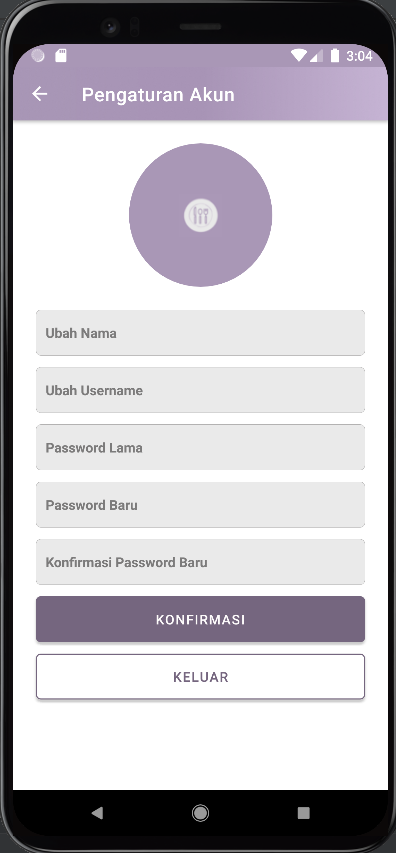 3:04
Pengaturan Akun
Ubah Nama
Ubah Username
Password Lama
Password Baru
Konfirmasi Password Baru
KONFIRMASI
KELUAR